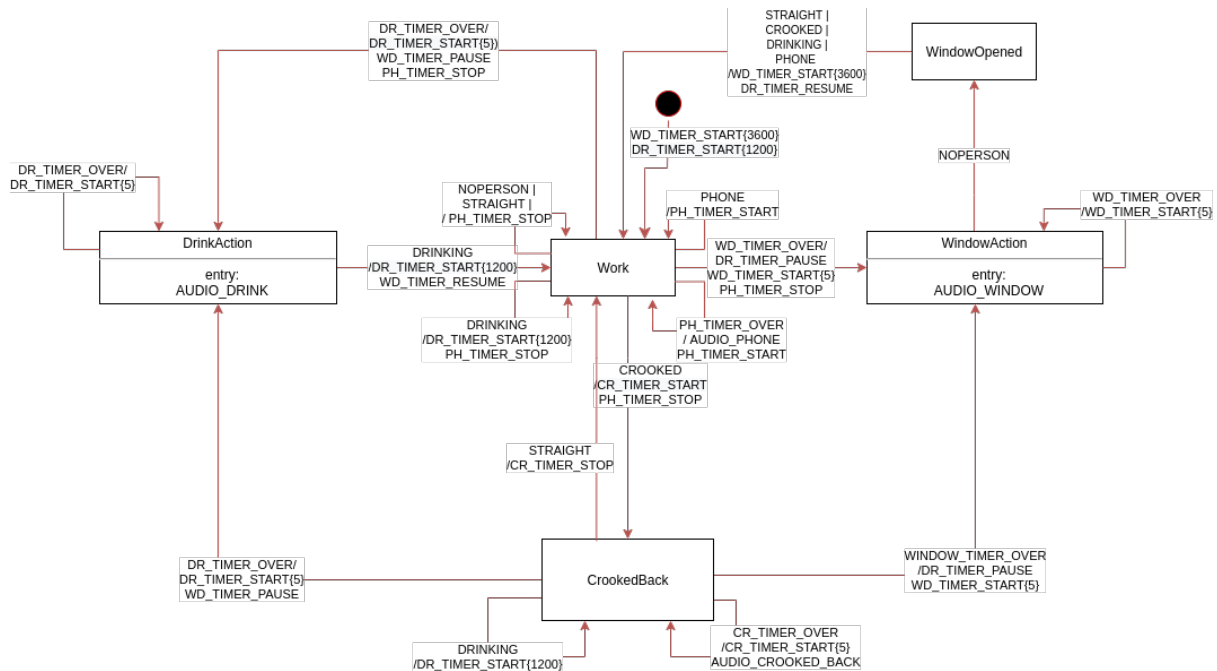 DR_TIMER_OVER/
DR_TIMER_START{5})
WD_TIMER_PAUSE
PH_TIMER_STOP
STRAIGHT |
CROOKED |
DRINKING |
PHONE
/WD_TIMER_START{3600}
DR_TIMER_RESUME
WindowOpened
WD_TIMER_START{3600}
DR_TIMER_START{1200}
NOPERSON
DR_TIMER_OVER/
DR_TIMER_START{5}
NOPERSON |
STRAIGHT |
/ PH_TIMER_STOP
PHONE
/PH_TIMER_START
WD_TIMER_OVER
/WD_TIMER_START{5}
DrinkAction
entry:
AUDIO_DRINK
DRINKING
/DR_TIMER_START{1200}
WD_TIMER_RESUME
Work
WD_TIMER_OVER/
DR_TIMER_PAUSE
WD_TIMER_START{5}
PH_TIMER_STOP
WindowAction
entry:
AUDIO_WINDOW
DRINKING
/DR_TIMER_START{1200}
PH_TIMER_STOP
PH_TIMER_OVER
/ AUDIO_PHONE
PH_TIMER_START
CROOKED
/CR_TIMER_START
PH_TIMER_STOP
STRAIGHT
/CR_TIMER_STOP
DR_TIMER_OVER/
DR_TIMER_START{5}
WD_TIMER_PAUSE
CrookedBack
WINDOW_TIMER_OVER
/DR_TIMER_PAUSE
WD_TIMER_START{5}
DRINKING
/DR_TIMER_START{1200}
CR_TIMER_OVER
/CR_TIMER_START{5}
AUDIO_CROOKED_BACK